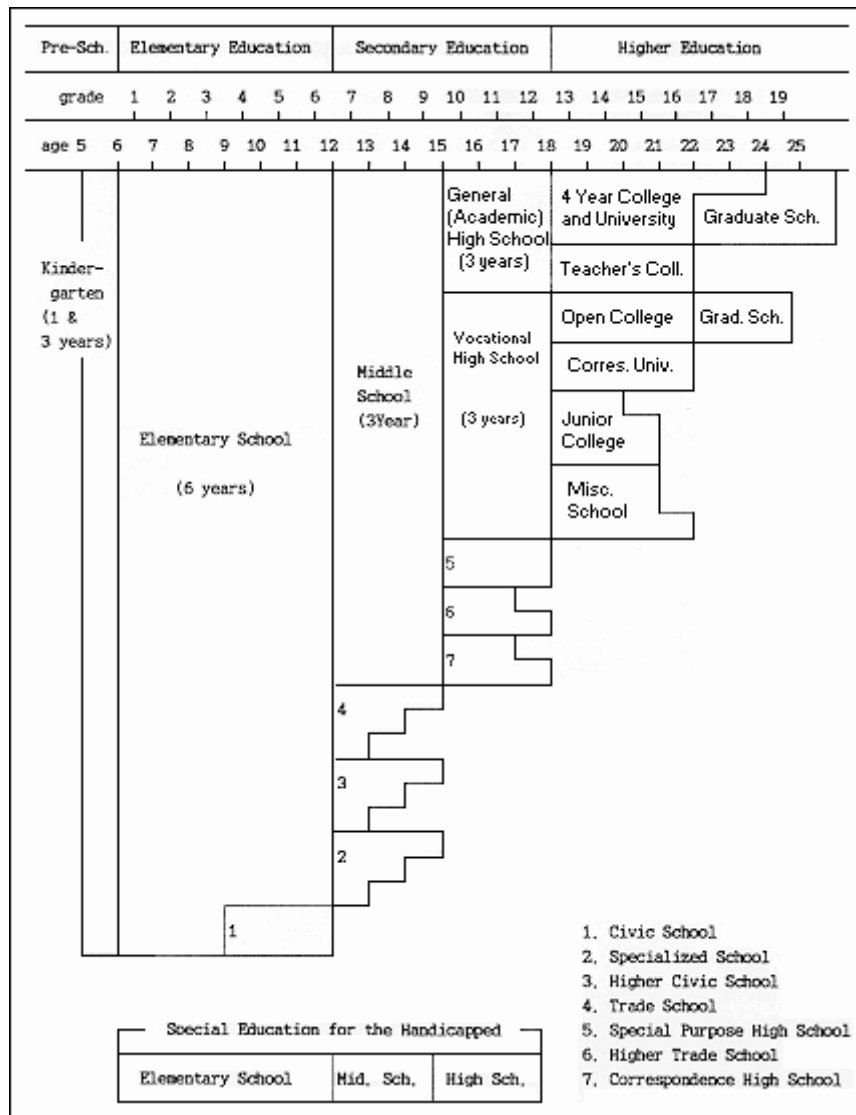 Pre-Sch. Elementary Education Secondary Education Higher Education
grade 1 2 3 4 5 6 7 8 9 10 11 12 13 14 15 16 17 18 19
age 5 6 7 8 9 10 11 12 13 14 15 16 17 18 19 20 21 22 23 24 25
Kinder-
garten
(1 &
3 years)
Elementary School
(6 years)
Middle
School
(3Year)
General
(Academic)
High School
(3 years)
Vocational
High School
(3 years)
4 Year College
and University
Graduate Sch.
Teacher's Coll.
Open College
Grad. Sch.
Corres. Univ.
Junior
College
Misc.
School
5
6
7
4
3
2
1
1. Civic School
2. Specialized School
3. Higher Civic School
4. Trade School
5. Special Purpose High School
6. Higher Trade School
7. Correspondence High School
Special Education for the Handicapped
Elementary School Mid. Sch. High Sch.